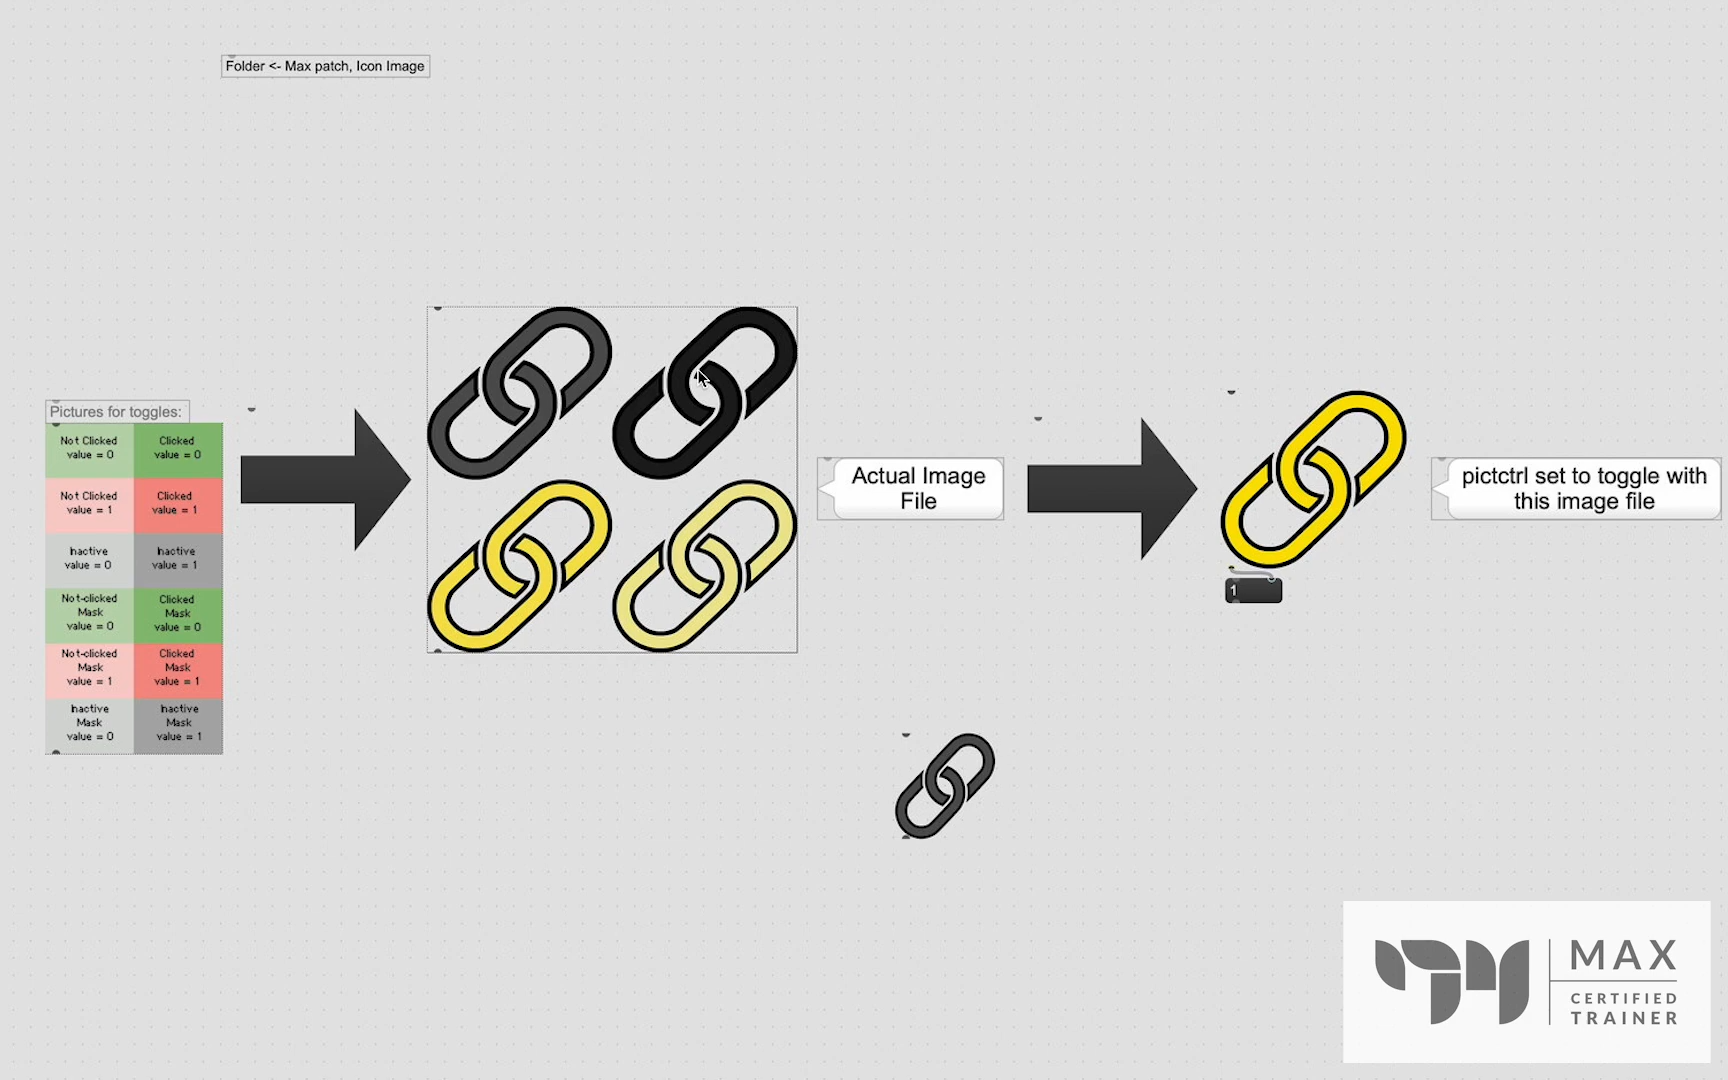 Folder <- Max patch, Icon Image
Pictures for toggles:
Not Clicked
value = 0
Clicked
value = 0
Not Clicked
value = 1
Clicked
value = 1
Inactive
value = 0
Inactive
value = 1
Not-clicked
Mask
value = 0
Clicked
Mask
value = 0
Not-clicked
Mask
value = 1
Clicked
Mask
value = 1
Inactive
Mask
value = 0
Inactive
Mask
value = 1
Actual Image
File
pictctrl set to toggle with
this image file
1
MAX
CERTIFIED
TRAINER